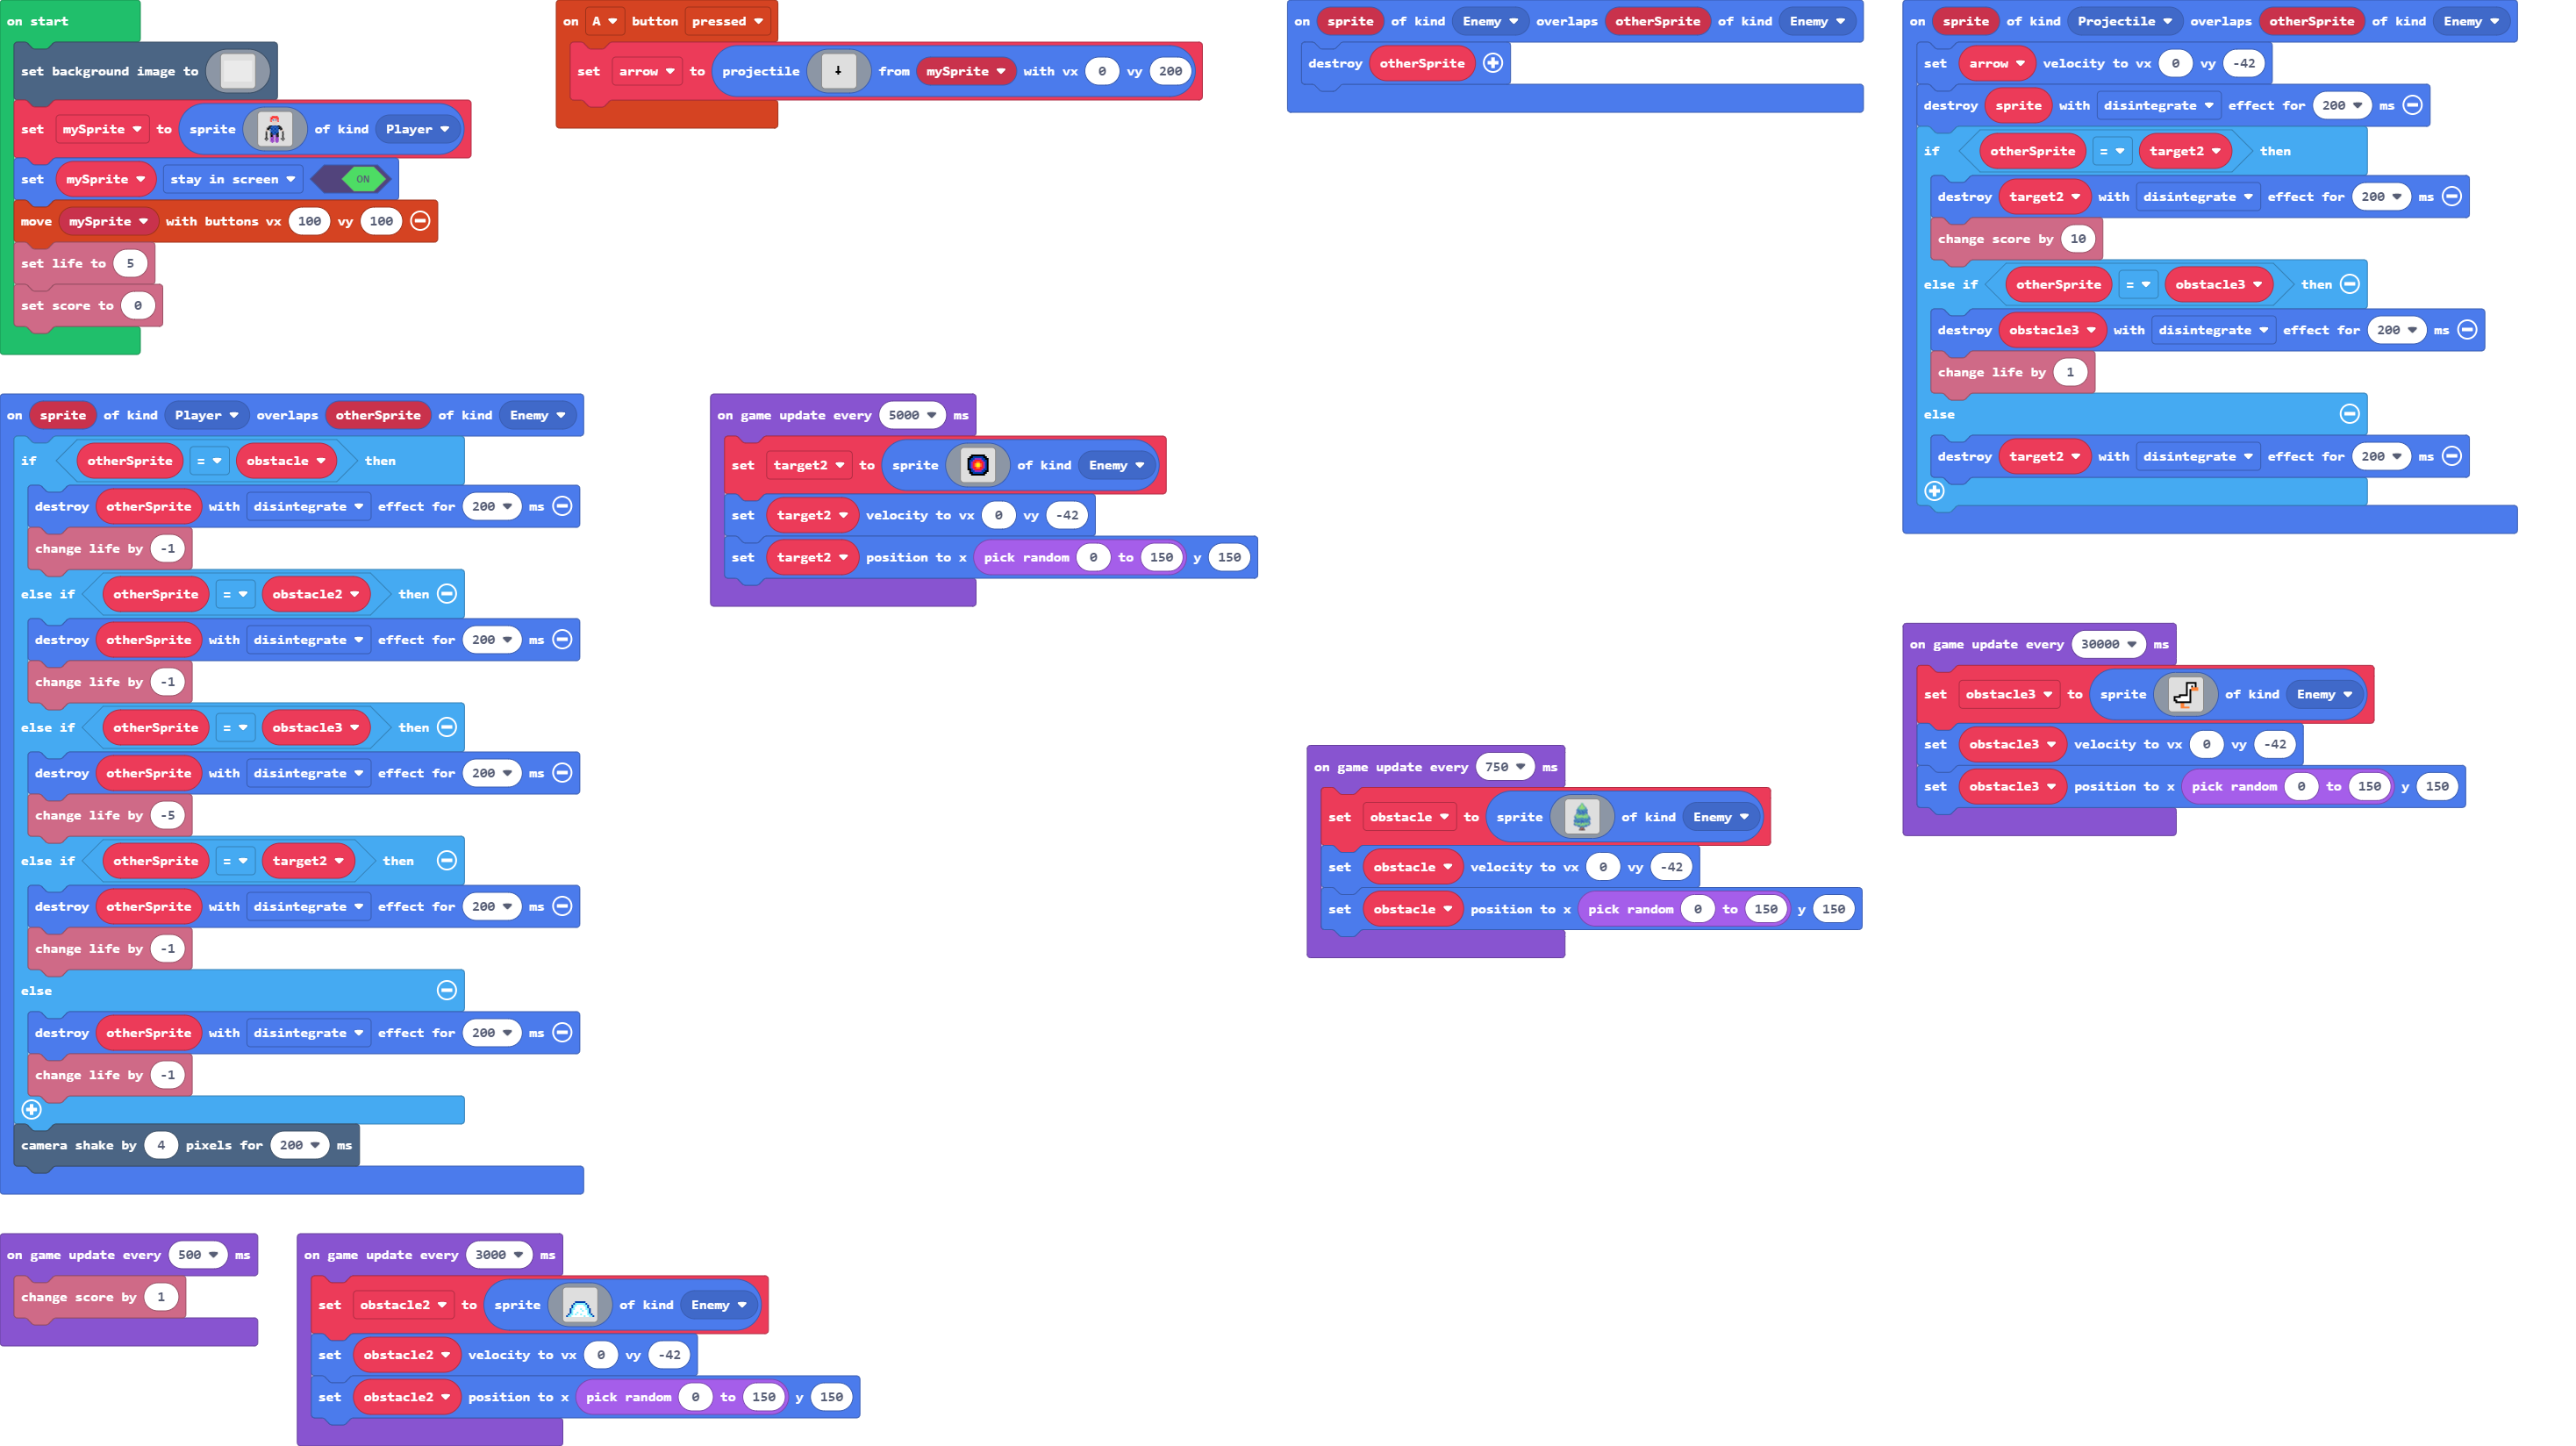 on start
set background image to
set mySprite to sprite of kind Player
set mySprite stay in screen ON
move mySprite with buttons vx 100 vy 100
set life to 5
set score to 0
on A button pressed
set arrow to projectile from mySprite with vx 0 vy 200
on sprite of kind Enemy overlaps otherSprite of kind Enemy
destroy otherSprite
on sprite of kind Projectile overlaps otherSprite of kind Enemy
set arrow velocity to vx 0 vy -42
destroy sprite with disintegrate effect for 200 ms
if otherSprite = target2 then
destroy target2 with disintegrate effect for 200 ms
change score by 10
else if otherSprite = obstacle3 then
destroy obstacle3 with disintegrate effect for 200 ms
change life by 1
else
destroy target2 with disintegrate effect for 200 ms
on sprite of kind Player overlaps otherSprite of kind Enemy
if otherSprite = obstacle then
destroy otherSprite with disintegrate effect for 200 ms
change life by -1
else if otherSprite = obstacle2 then
destroy otherSprite with disintegrate effect for 200 ms
change life by -1
else if otherSprite = obstacle3 then
destroy otherSprite with disintegrate effect for 200 ms
change life by -5
else if otherSprite = target2 then
destroy otherSprite with disintegrate effect for 200 ms
change life by -1
else
destroy otherSprite with disintegrate effect for 200 ms
change life by -1
camera shake by 4 pixels for 200 ms
on game update every 5000 ms
set target2 to sprite of kind Enemy
set target2 velocity to vx 0 vy -42
set target2 position to x pick random 0 to 150 y 150
on game update every 30000 ms
set obstacle3 to sprite of kind Enemy
set obstacle3 velocity to vx 0 vy -42
set obstacle3 position to x pick random 0 to 150 y 150
on game update every 750 ms
set obstacle to sprite of kind Enemy
set obstacle velocity to vx 0 vy -42
set obstacle position to x pick random 0 to 150 y 150
on game update every 500 ms
change score by 1
on game update every 3000 ms
set obstacle2 to sprite of kind Enemy
set obstacle2 velocity to vx 0 vy -42
set obstacle2 position to x pick random 0 to 150 y 150